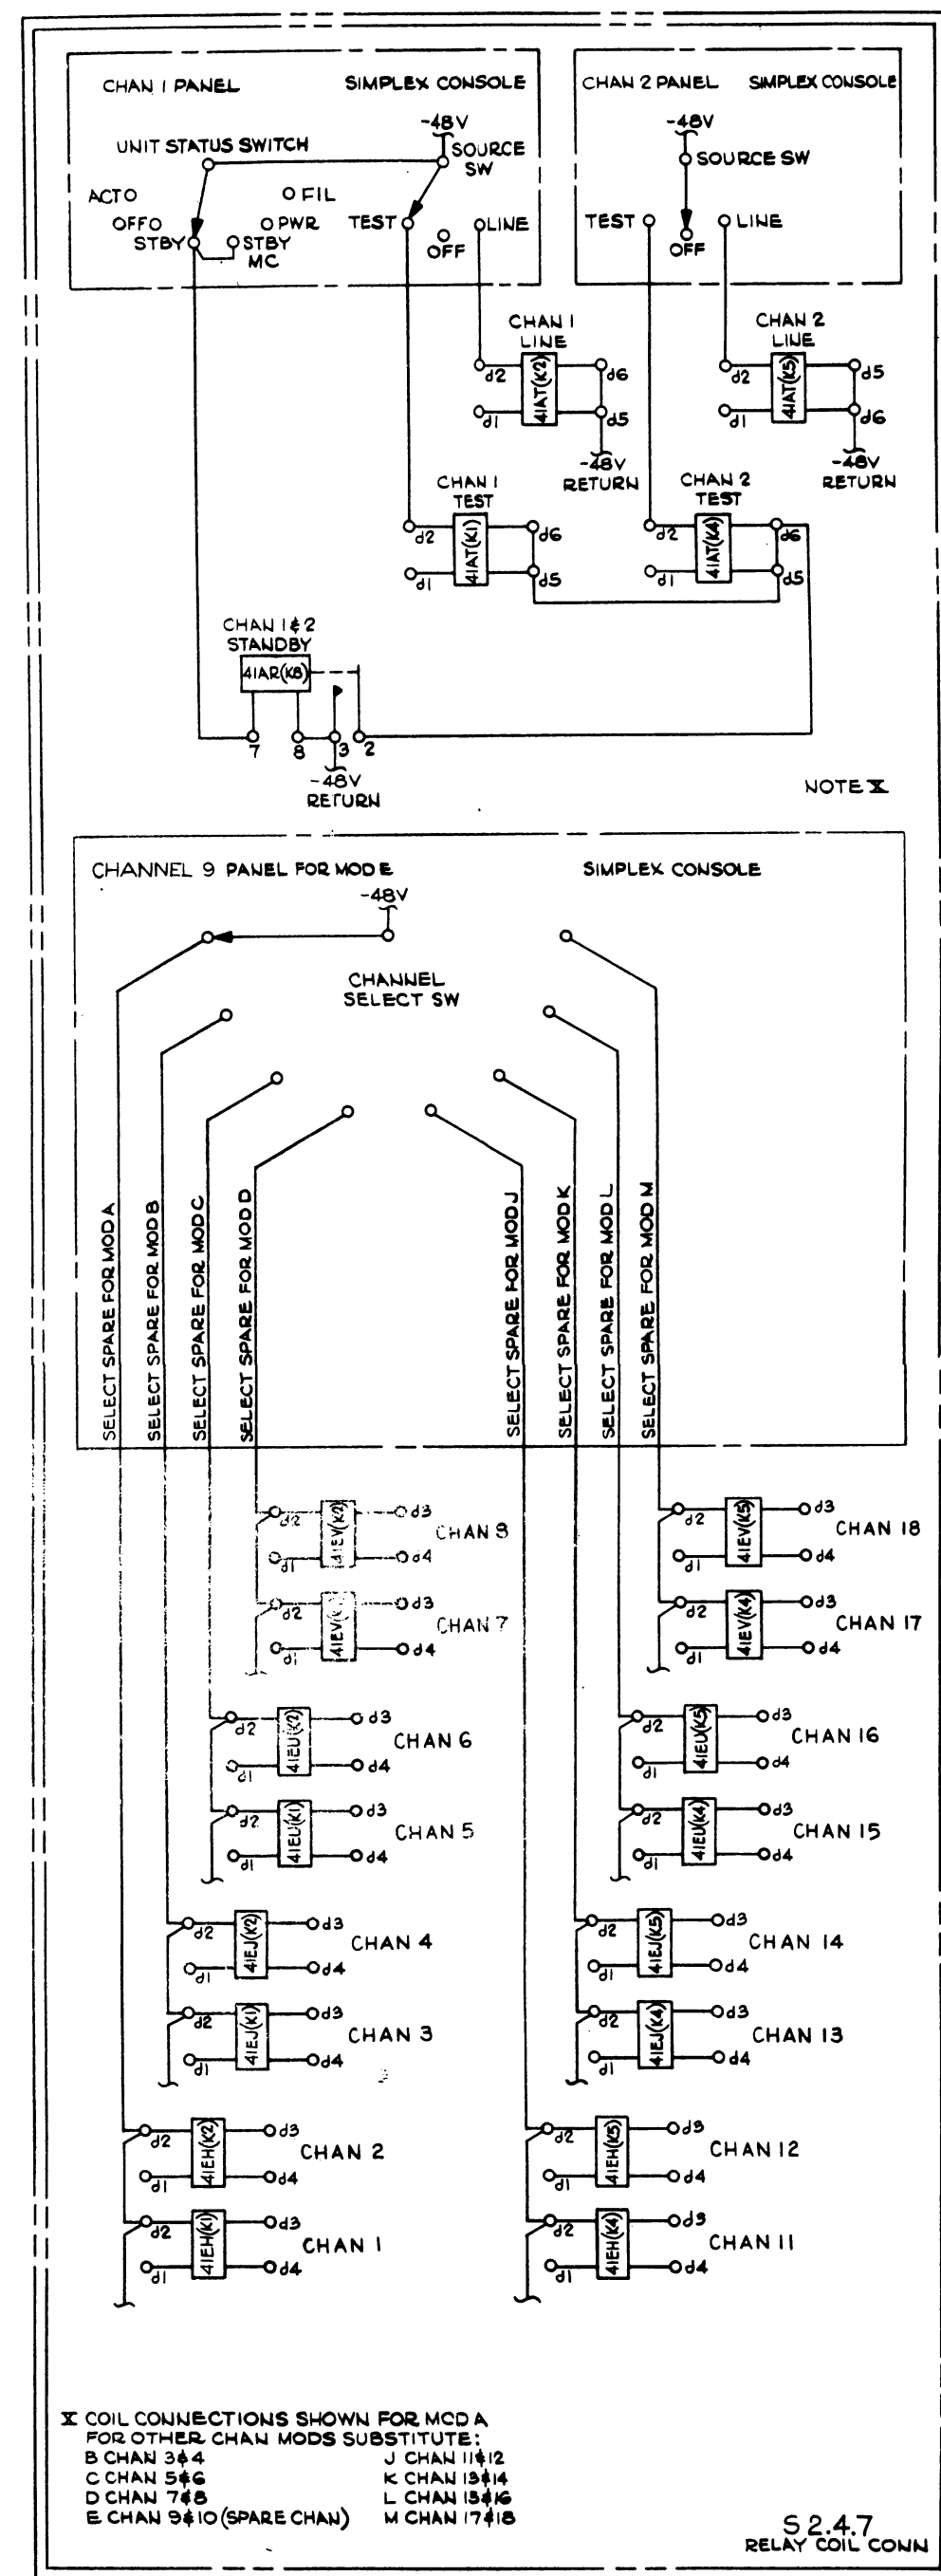 CHAN 1 PANEL
SIMPLEX CONSOLE
-48V
UNIT STATUS SWITCH
SOURCE
SW
ACT
FIL
OFF
PWR
STBY
STBY
MC
TEST
OFF
LINE
CHAN 2 PANEL
SIMPLEX CONSOLE
-48V
SOURCE SW
TEST
OFF
LINE
CHAN 1
LINE
d2
41AT(K2)
d6
d1
d5
-48V
RETURN
CHAN 2
LINE
d2
41AT(K5)
d5
d1
d6
-48V
RETURN
CHAN 1
TEST
d2
41AT(K1)
d6
d1
d5
CHAN 2
TEST
d2
41AT(K4)
d6
d1
d5
CHAN 1 & 2
STANDBY
41AR(K8)
7
8
3
2
-48V
RETURN
NOTE X
CHANNEL 9 PANEL FOR MOD E
SIMPLEX CONSOLE
-48V
CHANNEL
SELECT SW
SELECT SPARE FOR MOD A
SELECT SPARE FOR MOD B
SELECT SPARE FOR MOD C
SELECT SPARE FOR MOD D
SELECT SPARE FOR MOD J
SELECT SPARE FOR MOD K
SELECT SPARE FOR MOD L
SELECT SPARE FOR MOD M
d2
41EV(K2)
d3
d1
d4
CHAN 8
d2
d3
d1
d4
CHAN 7
d2
41EV(K5)
d3
d1
d4
CHAN 18
d2
41EV(K4)
d3
d1
d4
CHAN 17
d2
41EU(K2)
d3
d1
d4
CHAN 6
d2
41EU(K1)
d3
d1
d4
CHAN 5
d2
41EU(K5)
d3
d1
d4
CHAN 16
d2
41EU(K4)
d3
d1
d4
CHAN 15
d2
41EJ(K2)
d3
d1
d4
CHAN 4
d2
41EJ(K1)
d3
d1
d4
CHAN 3
d2
41EJ(K5)
d3
d1
d4
CHAN 14
d2
41EJ(K4)
d3
d1
d4
CHAN 13
d2
41EH(K2)
d3
d1
d4
CHAN 2
d2
41EH(K1)
d3
d1
d4
CHAN 1
d2
41EH(K5)
d3
d1
d4
CHAN 12
d2
41EH(K4)
d3
d1
d4
CHAN 11
X COIL CONNECTIONS SHOWN FOR MOD A
FOR OTHER CHAN MODS SUBSTITUTE:
B CHAN 3&4
C CHAN 5&6
D CHAN 7&8
E CHAN 9&10 (SPARE CHAN)
J CHAN 11&12
K CHAN 13&14
L CHAN 15&16
M CHAN 17&18
S 2.4.7
RELAY COIL CONN